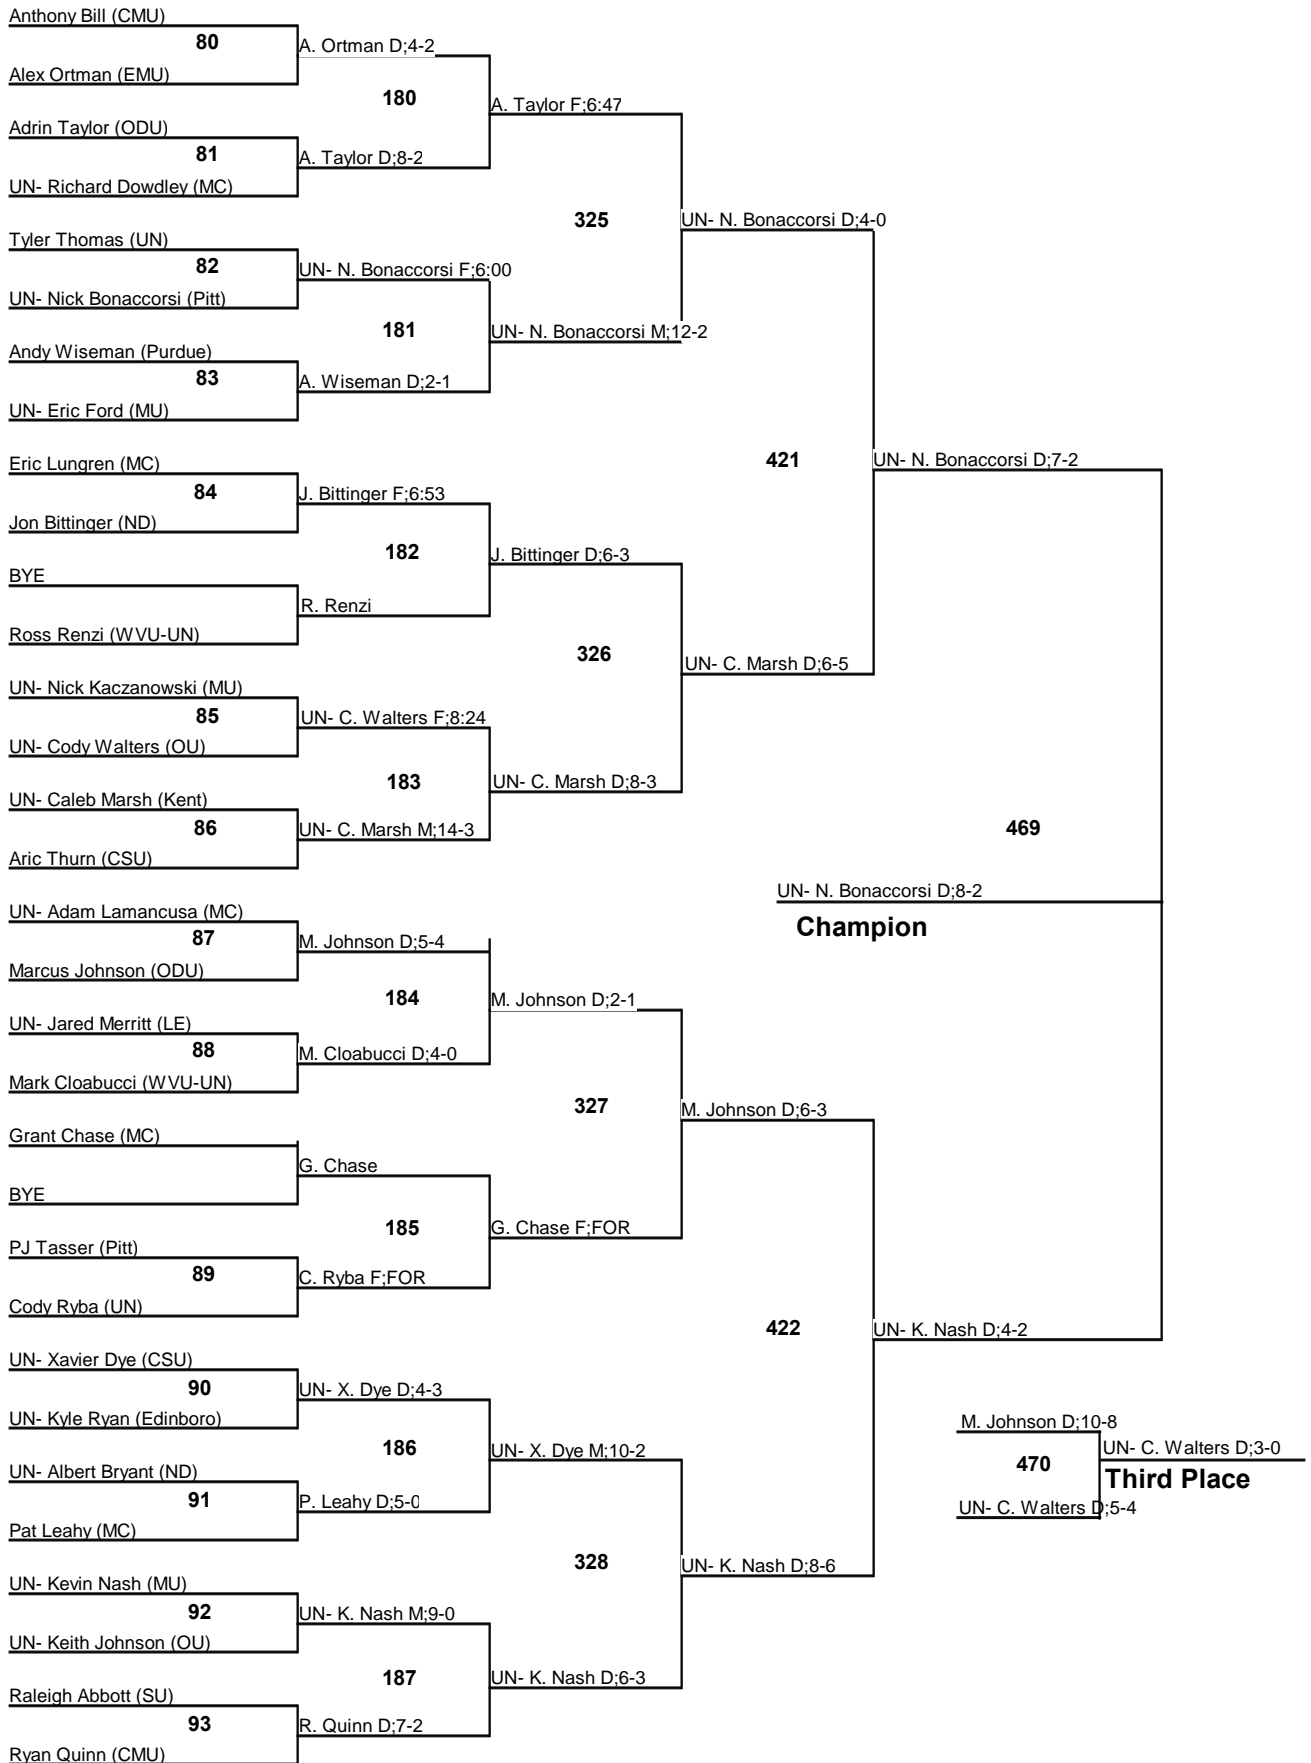 Anthony Bill (CMU)
80
A. Ortman D;4-2
Alex Ortman (EMU)
180
A. Taylor F;6:47
Adrin Taylor (ODU)
81
A. Taylor D;8-2
UN- Richard Dowdley (MC)
325
UN- N. Bonaccorsi D;4-0
Tyler Thomas (UN)
82
UN- N. Bonaccorsi F;6:00
UN- Nick Bonaccorsi (Pitt)
181
UN- N. Bonaccorsi M;12-2
Andy Wiseman (Purdue)
83
A. Wiseman D;2-1
UN- Eric Ford (MU)
421
UN- N. Bonaccorsi D;7-2
Eric Lungren (MC)
84
J. Bittinger F;6:53
Jon Bittinger (ND)
182
J. Bittinger D;6-3
BYE
R. Renzi
Ross Renzi (WVU-UN)
326
UN- C. Marsh D;6-5
UN- Nick Kaczanowski (MU)
85
UN- C. Walters F;8:24
UN- Cody Walters (OU)
183
UN- C. Marsh D;8-3
UN- Caleb Marsh (Kent)
86
UN- C. Marsh M;14-3
469
Aric Thurn (CSU)
UN- N. Bonaccorsi D;8-2
Champion
UN- Adam Lamancusa (MC)
87
M. Johnson D;5-4
Marcus Johnson (ODU)
184
M. Johnson D;2-1
UN- Jared Merritt (LE)
88
M. Cloabucci D;4-0
Mark Cloabucci (WVU-UN)
327
M. Johnson D;6-3
Grant Chase (MC)
G. Chase
BYE
185
G. Chase F;FOR
PJ Tasser (Pitt)
89
C. Ryba F;FOR
Cody Ryba (UN)
422
UN- K. Nash D;4-2
UN- Xavier Dye (CSU)
90
UN- X. Dye D;4-3
UN- Kyle Ryan (Edinboro)
186
UN- X. Dye M;10-2
M. Johnson D;10-8
470
UN- C. Walters D;3-0
Third Place
UN- C. Walters D;5-4
UN- Albert Bryant (ND)
91
P. Leahy D;5-0
Pat Leahy (MC)
328
UN- K. Nash D;8-6
UN- Kevin Nash (MU)
92
UN- K. Nash M;9-0
UN- Keith Johnson (OU)
187
UN- K. Nash D;6-3
Raleigh Abbott (SU)
93
R. Quinn D;7-2
Ryan Quinn (CMU)